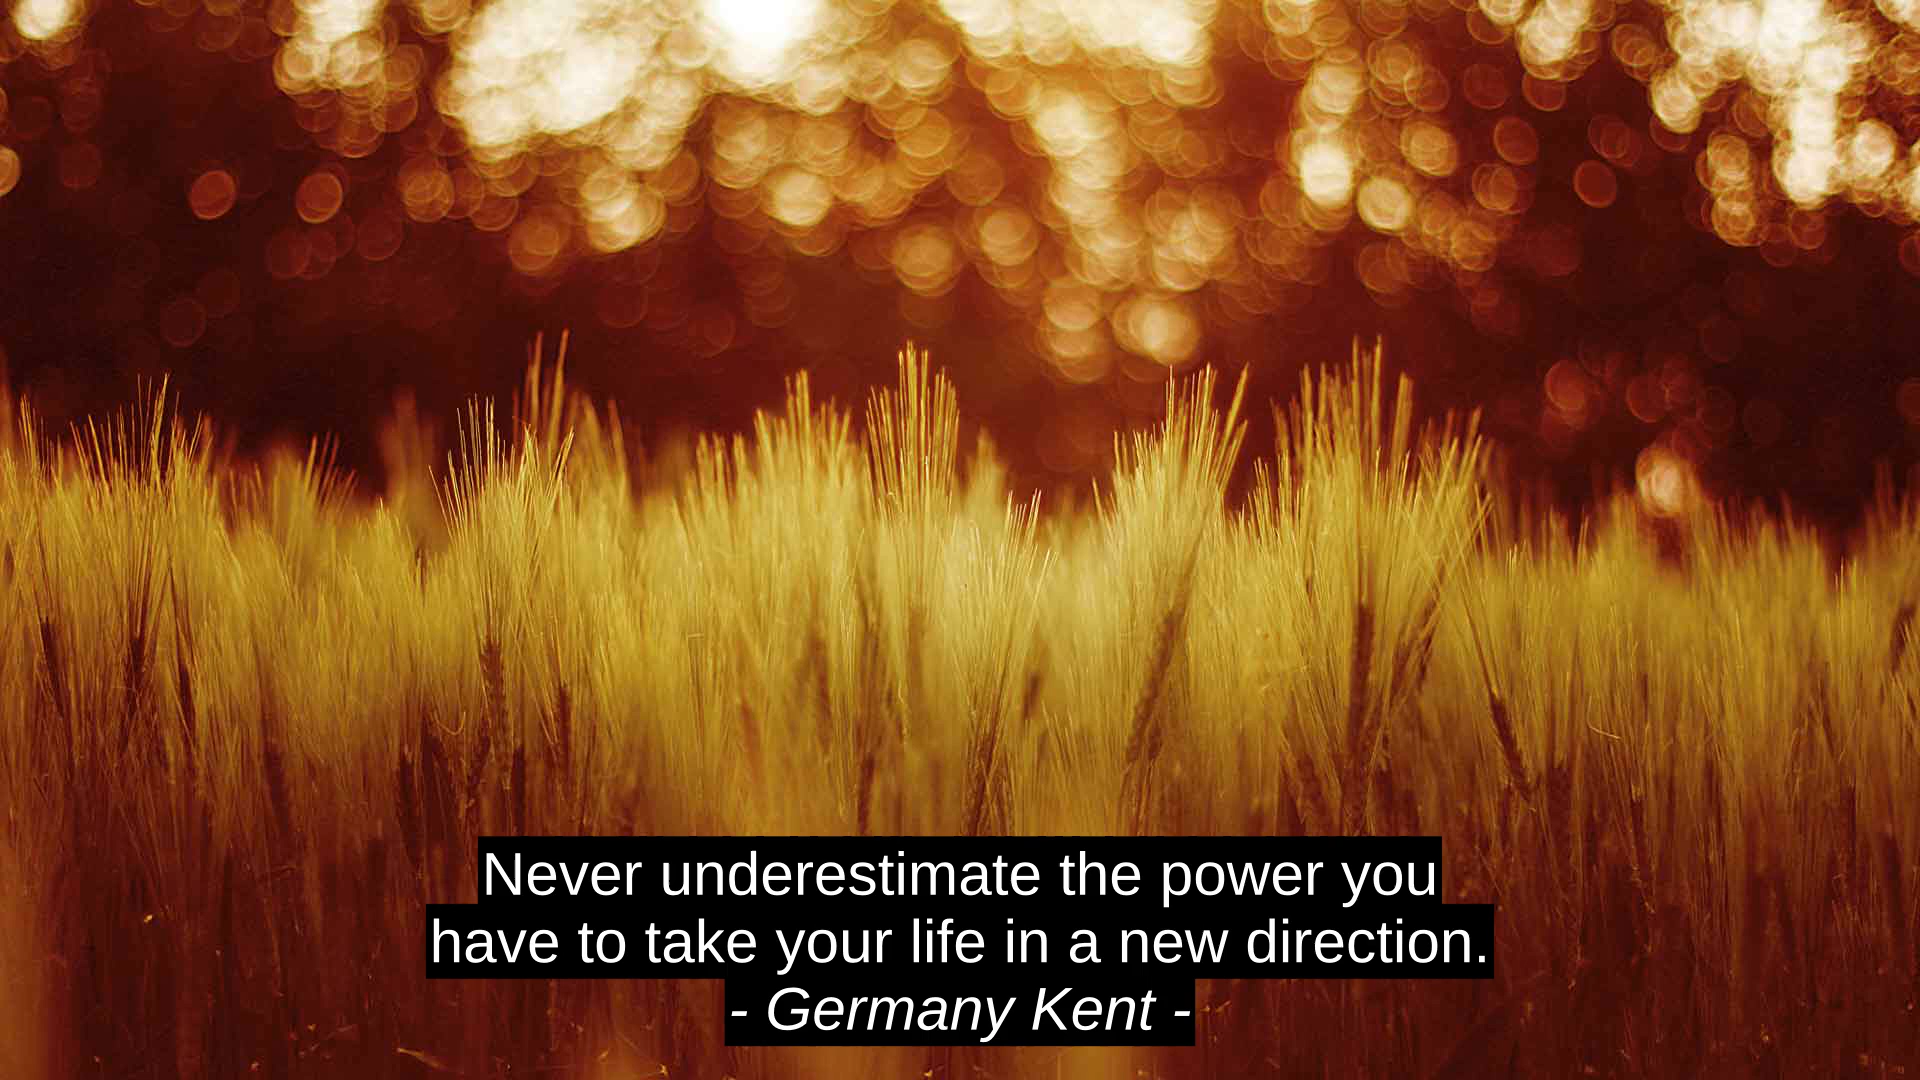 Never underestimate the power you
have to take your life in a new direction.
- Germany Kent -